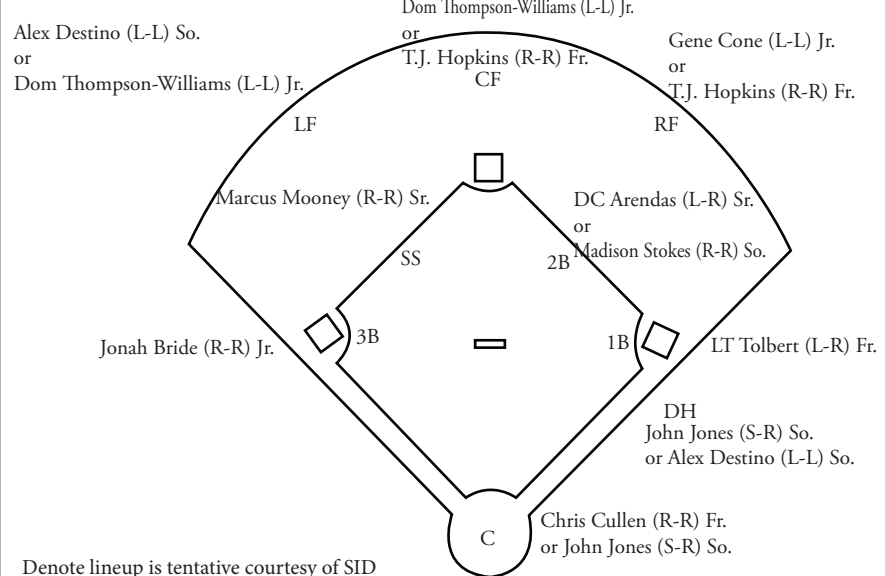 Dom Thompson-Williams (L-L) Jr.
or
T.J. Hopkins (R-R) Fr.
CF
Alex Destino (L-L) So.
or
Dom Thompson-Williams (L-L) Jr.
LF
Gene Cone (L-L) Jr.
or
T.J. Hopkins (R-R) Fr.
RF
Marcus Mooney (R-R) Sr.
SS
DC Arendas (L-R) Sr.
or
Madison Stokes (R-R) So.
2B
Jonah Bride (R-R) Jr.
3B
1B
LT Tolbert (L-R) Fr.
DH
John Jones (S-R) So.
or Alex Destino (L-L) So.
C
Chris Cullen (R-R) Fr.
or John Jones (S-R) So.
Denote lineup is tentative courtesy of SID